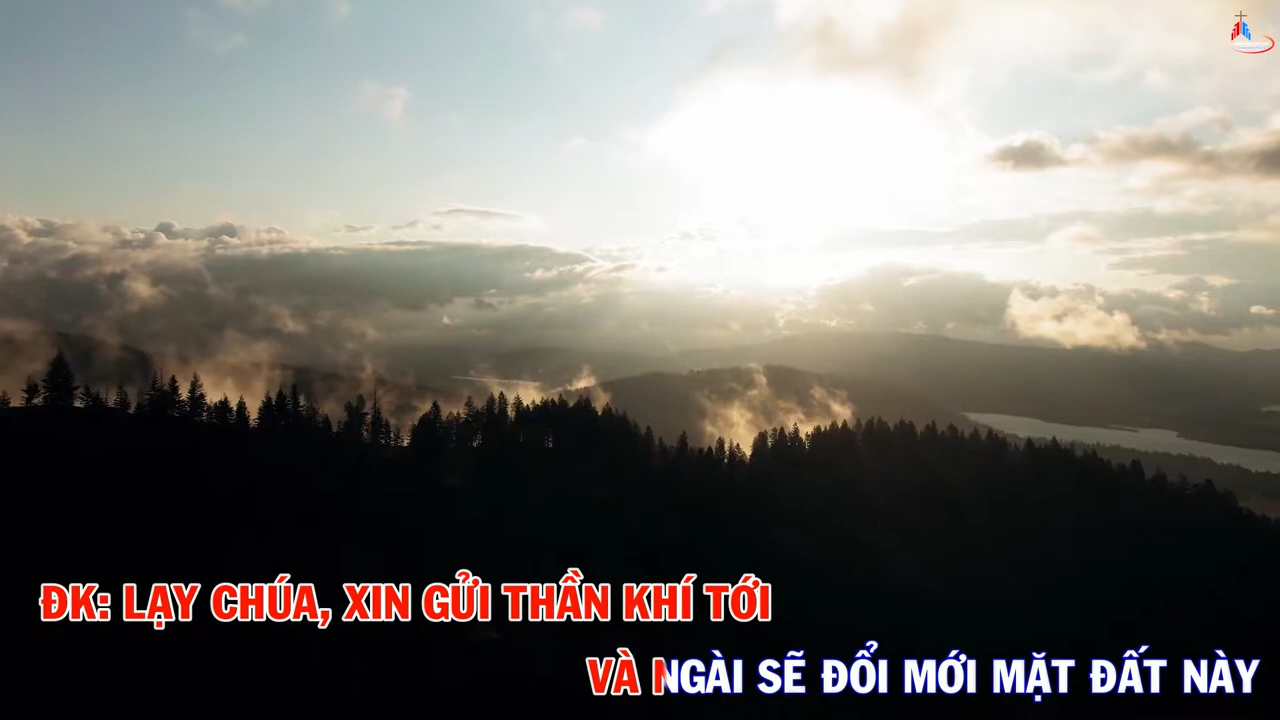 ĐK: LẠY CHÚA, XIN GỬI THẦN KHÍ TỚI
VÀ NGÀI SẼ ĐỔI MỚI MẶT ĐẤT NÀY